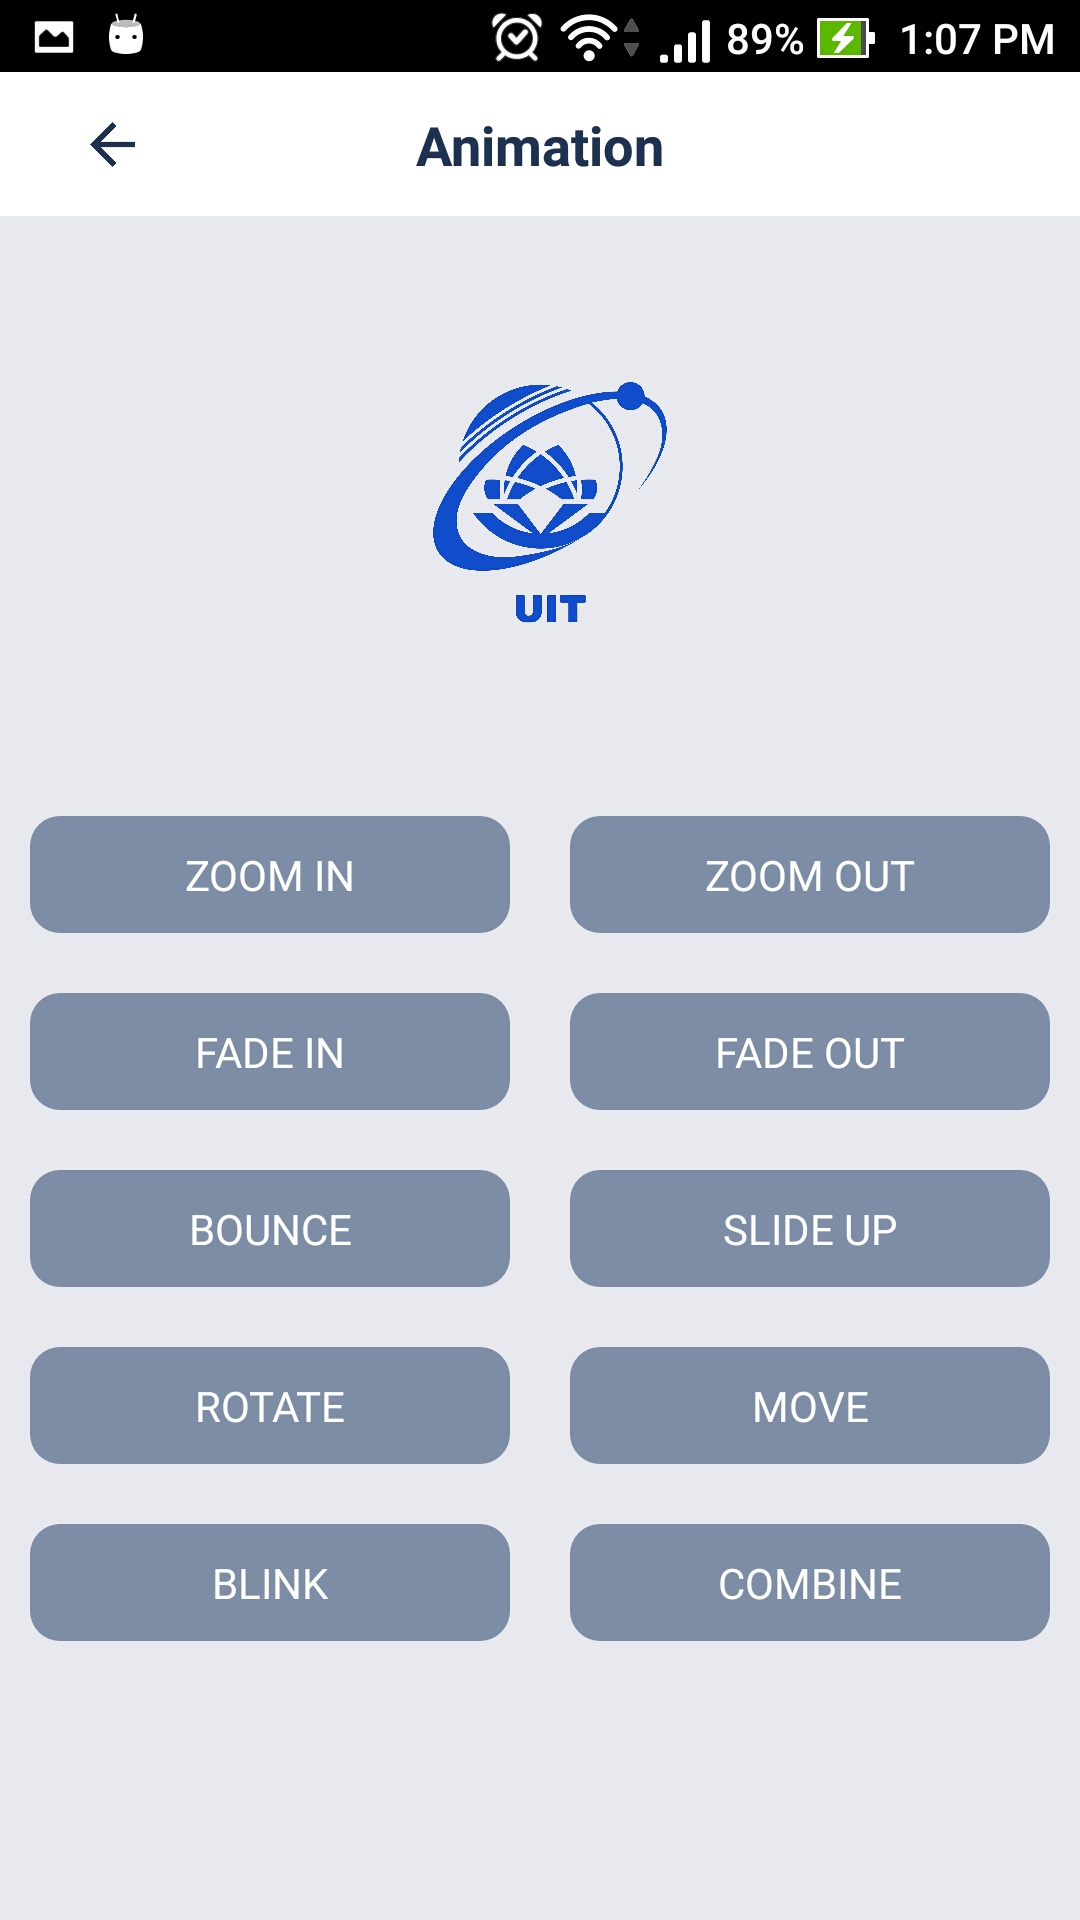 89% 1:07 PM
Animation
UIT
ZOOM IN ZOOM OUT
FADE IN FADE OUT
BOUNCE SLIDE UP
ROTATE MOVE
BLINK COMBINE